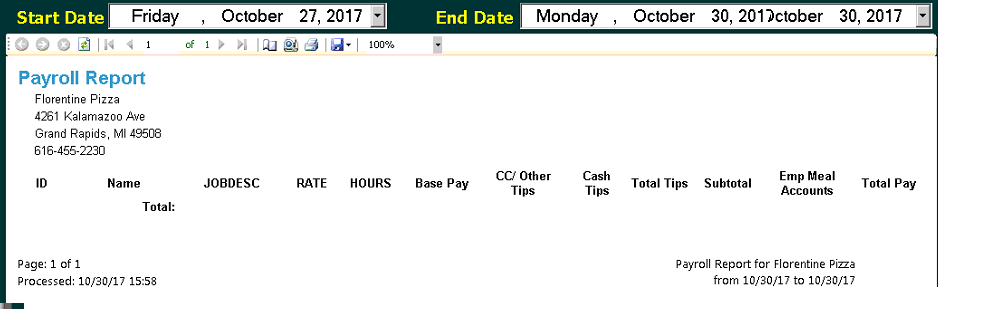 Start Date Friday , October 27, 2017 End Date Monday , October 30, 2017 October 30, 2017
1 of 1 100%
Payroll Report
Florentine Pizza
4261 Kalamazoo Ave
Grand Rapids, MI 49508
616-455-2230
ID Name JOBDESC RATE HOURS Base Pay CC/ Other Tips Cash Tips Total Tips Subtotal Emp Meal Accounts Total Pay
Total:
Page: 1 of 1
Payroll Report for Florentine Pizza
Processed: 10/30/17 15:58
from 10/30/17 to 10/30/17